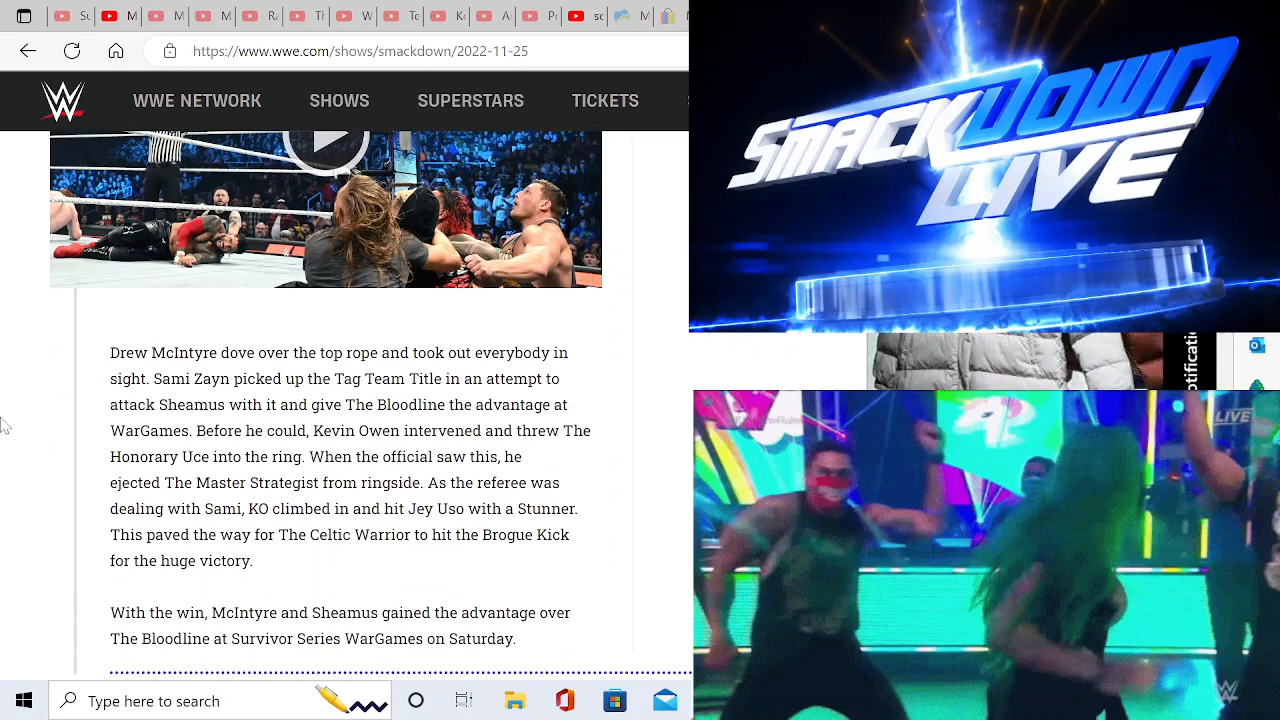 Su
M
R
R
R
Th
W
To
K
A
Pr
sc
M
M
https://www.wwe.com/shows/smackdown/2022-11-25
WWE NETWORK
SHOWS
SUPERSTARS
TICKETS
SMACKDOWN
LIVE
Drew McIntyre dove over the top rope and took out everybody in
sight. Sami Zayn picked up the Tag Team Title in an attempt to
attack Sheamus with it and give The Bloodline the advantage at
WarGames. Before he could, Kevin Owen intervened and threw The
Honorary Uce into the ring. When the official saw this, he
ejected The Master Strategist from ringside. As the referee was
dealing with Sami, KO climbed in and hit Jey Uso with a Stunner.
This paved the way for The Celtic Warrior to hit the Brogue Kick
for the huge victory.
With the win, McIntyre and Sheamus gained the advantage over
The Bloodline at Survivor Series WarGames on Saturday.
otificatio
LIVE
Type here to search